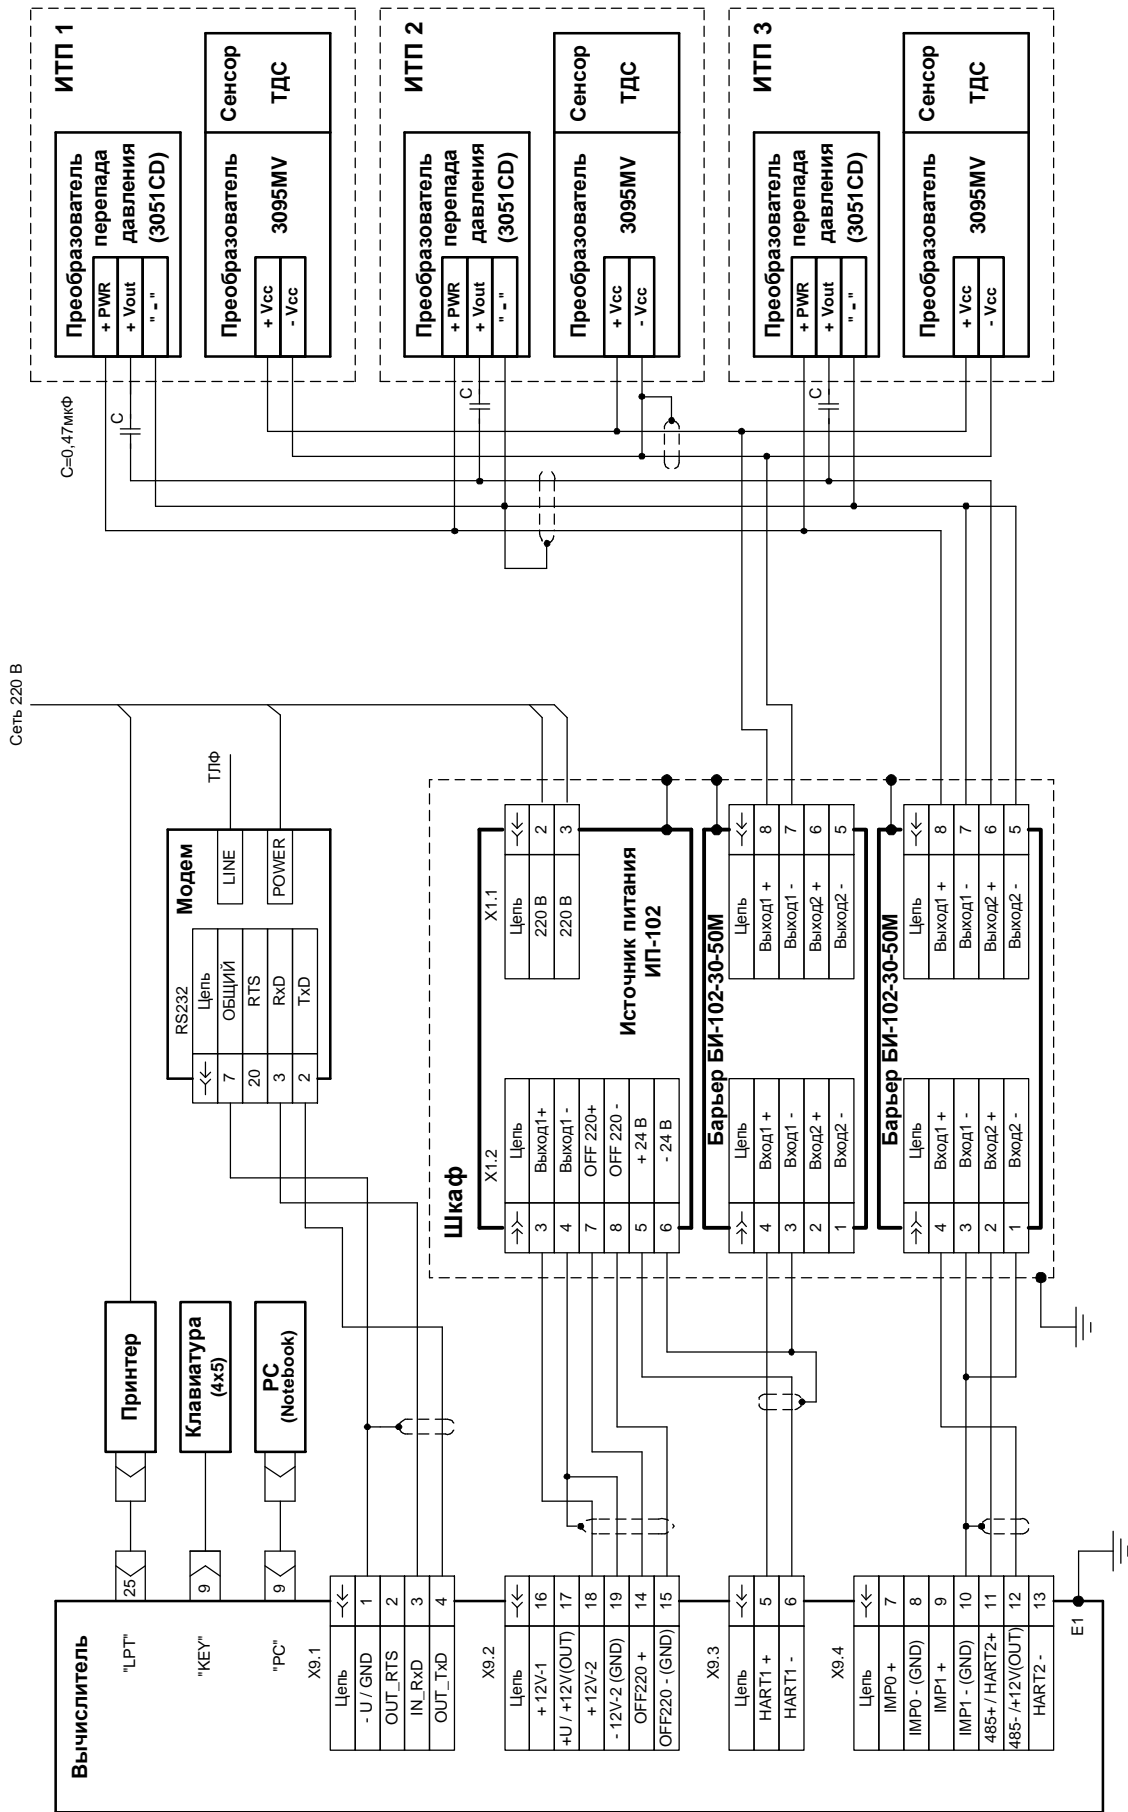 Вычислитель
"LPT"
25
"KEY"
9
"PC"
9
Принтер
Клавиатура
(4x5)
PC
(Notebook)
X9.1
Цепь
- U / GND
1
OUT_RTS
2
IN_RxD
3
OUT_TxD
4
X9.2
Цепь
+ 12V-1
16
+U / +12V(OUT)
17
+ 12V-2
18
- 12V-2 (GND)
19
OFF220 +
14
OFF220 - (GND)
15
X9.3
Цепь
HART1 +
5
HART1 -
6
X9.4
Цепь
IMP0 +
7
IMP0 - (GND)
8
IMP1 +
9
IMP1 - (GND)
10
485+ / HART2+
11
485- /+12V(OUT)
12
HART2 -
13
E1
Модем
RS232
Цепь
7
ОБЩИЙ
20
RTS
3
RxD
2
TxD
LINE
POWER
ТЛФ
Сеть 220 В
Шкаф
X1.2
Цепь
3
Выход1+
4
Выход1 -
7
OFF 220+
8
OFF 220 -
5
+ 24 В
6
- 24 В
X1.1
Цепь
220 В
2
220 В
3
Источник питания
ИП-102
Барьер БИ-102-30-50М
Цепь
4
Вход1 +
3
Вход1 -
2
Вход2 +
1
Вход2 -
Цепь
Выход1 +
8
Выход1 -
7
Выход2 +
6
Выход2 -
5
Барьер БИ-102-30-50М
Цепь
4
Вход1 +
3
Вход1 -
2
Вход2 +
1
Вход2 -
Цепь
Выход1 +
8
Выход1 -
7
Выход2 +
6
Выход2 -
5
C=0,47мкФ
C
C
C
ИТП 1
Преобразователь
перепада
давления
(3051CD)
+ PWR
+ Vout
" - "
Преобразователь
3095MV
+ Vcc
- Vcc
Сенсор
ТДС
ИТП 2
Преобразователь
перепада
давления
(3051CD)
+ PWR
+ Vout
" - "
Преобразователь
3095MV
+ Vcc
- Vcc
Сенсор
ТДС
ИТП 3
Преобразователь
перепада
давления
(3051CD)
+ PWR
+ Vout
" - "
Преобразователь
3095MV
+ Vcc
- Vcc
Сенсор
ТДС